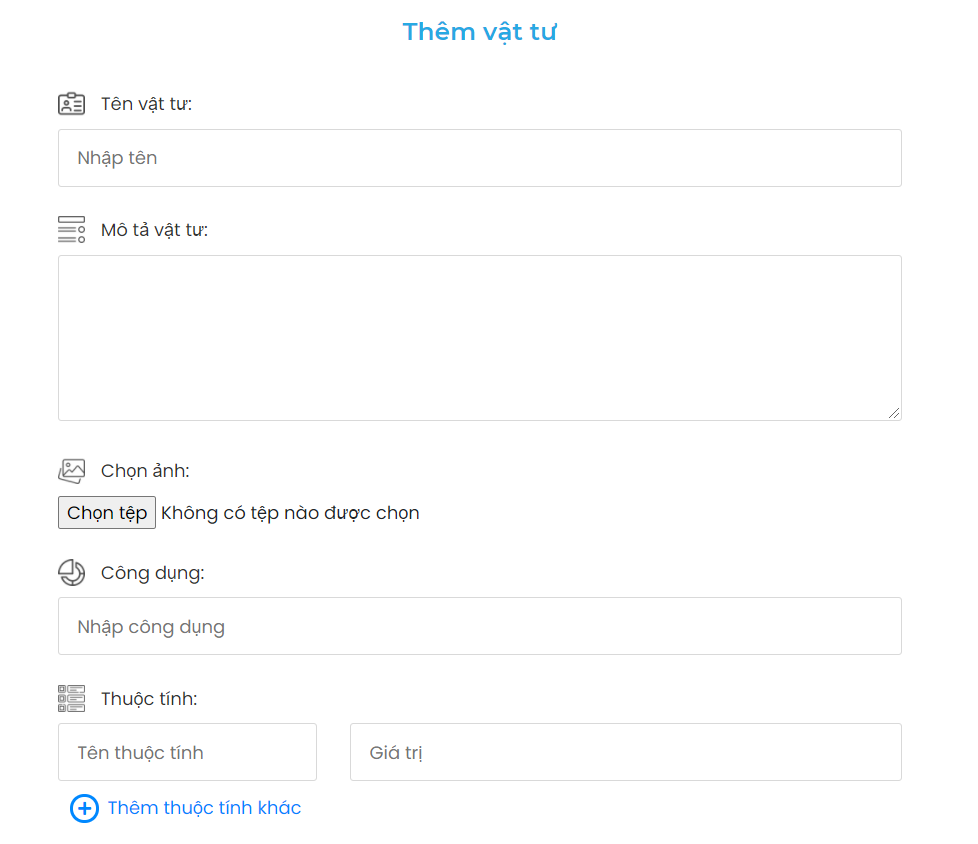 Thêm vật tư
Tên vật tư:
Nhập tên
Mô tả vật tư:
Chọn ảnh:
Chọn tệp Không có tệp nào được chọn
Công dụng:
Nhập công dụng
Thuộc tính:
Tên thuộc tính Giá trị
Thêm thuộc tính khác